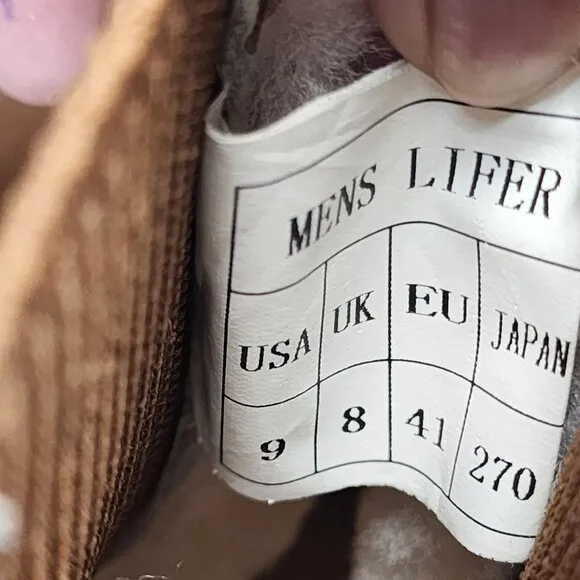 MENS LIFER
USA UK EU JAPAN
9 8 41 270